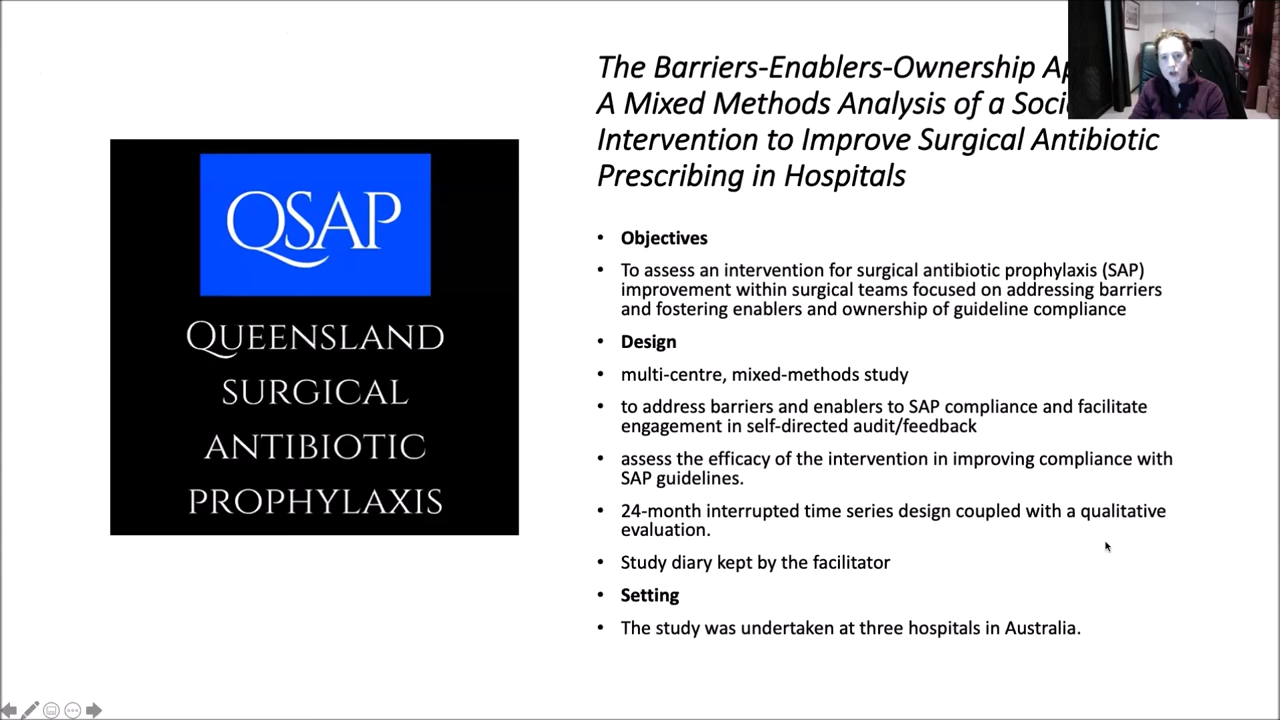 QSAP
QUEENSLAND
SURGICAL
ANTIBIOTIC
PROPHYLAXIS
The Barriers-Enablers-Ownership
A Mixed Methods Analysis of a
Intervention to Improve Surgical Antibiotic
Prescribing in Hospitals
• Objectives
• To assess an intervention for surgical antibiotic prophylaxis (SAP)
improvement within surgical teams focused on addressing barriers
and fostering enablers and ownership of guideline compliance
• Design
• multi-centre, mixed-methods study
• to address barriers and enablers to SAP compliance and facilitate
engagement in self-directed audit/feedback
• assess the efficacy of the intervention in improving compliance with
SAP guidelines.
• 24-month interrupted time series design coupled with a qualitative
evaluation.
• Study diary kept by the facilitator
• Setting
• The study was undertaken at three hospitals in Australia.